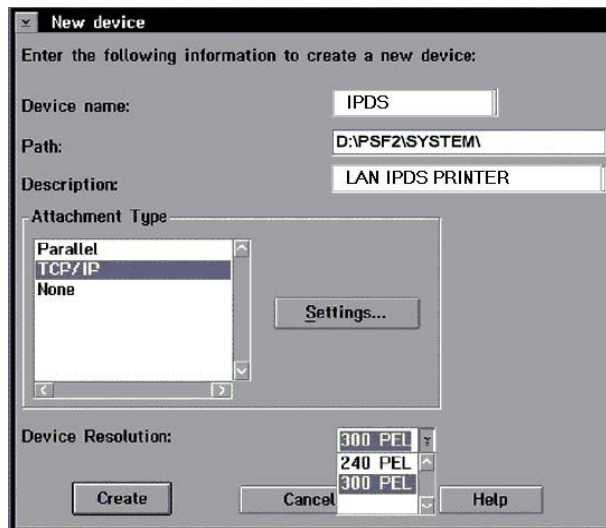 New device
Enter the following information to create a new device:
Device name: IPDS
Path: D:\PSF2\SYSTEM\
Description: LAN IPDS PRINTER
Attachment Type
Parallel
TCP/IP
None
Settings...
Device Resolution: 300 PEL
240 PEL
300 PEL
Create Cancel Help